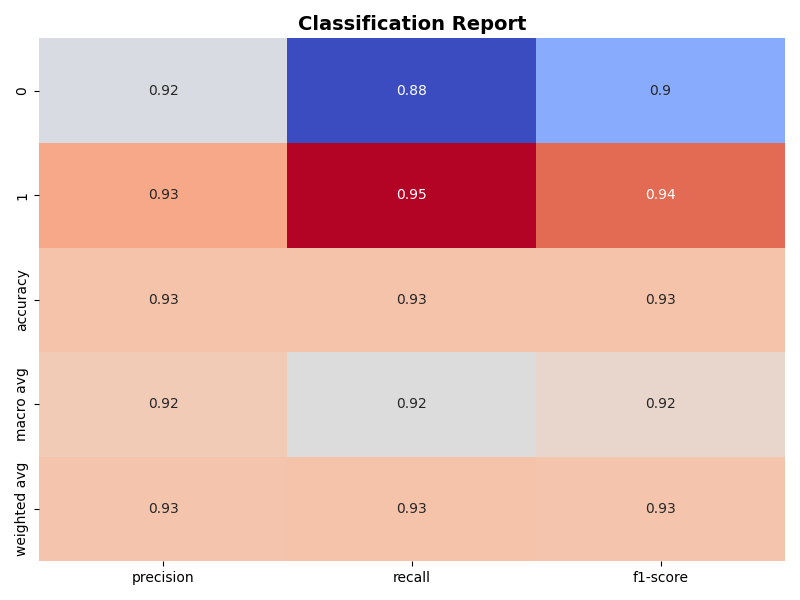 Classification Report
0 0.92 0.88 0.9
1 0.93 0.95 0.94
accuracy 0.93 0.93 0.93
macro avg 0.92 0.92 0.92
weighted avg 0.93 0.93 0.93
precision recall f1-score